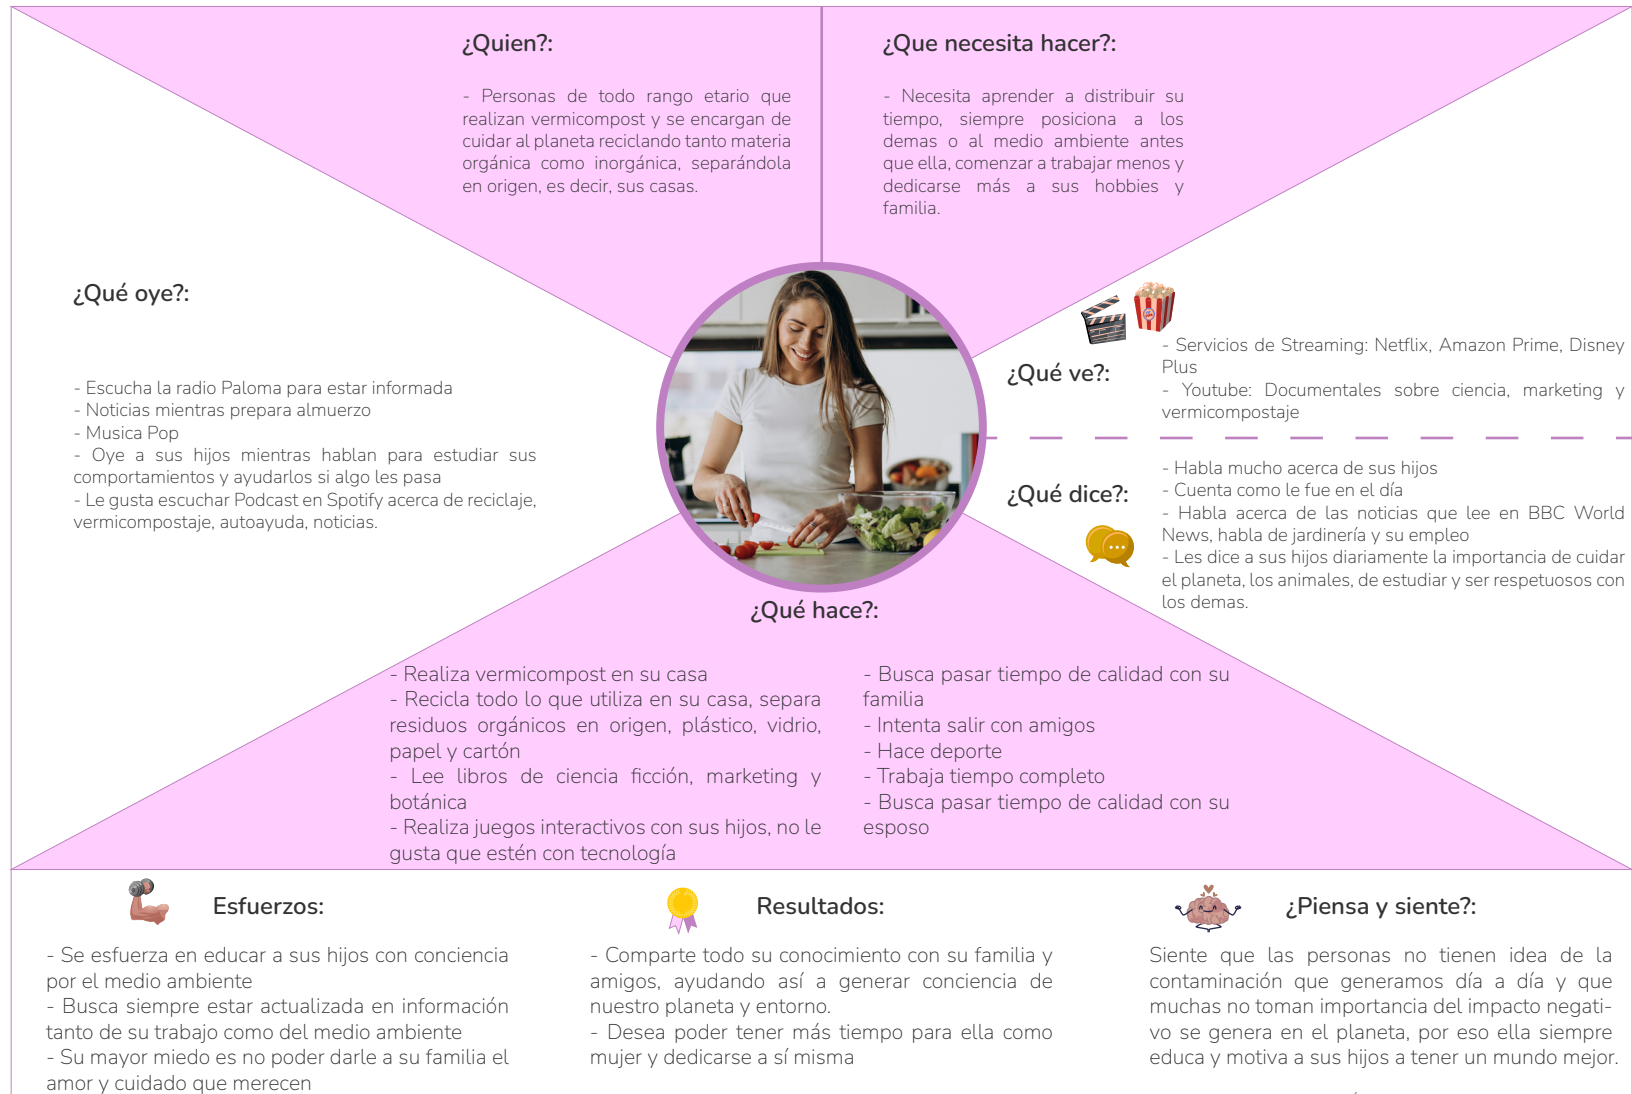 ¿Quien?:
- Personas de todo rango etario que
realizan vermicompost y se encargan de
cuidar al planeta reciclando tanto materia
orgánica como inorgánica, separándola
en origen, es decir, sus casas.
¿Que necesita hacer?:
- Necesita aprender a distribuir su
tiempo, siempre posiciona a los
demas o al medio ambiente antes
que ella, comenzar a trabajar menos y
dedicarse más a sus hobbies y
familia.
¿Qué oye?:
- Escucha la radio Paloma para estar informada
- Noticias mientras prepara almuerzo
- Musica Pop
- Oye a sus hijos mientras hablan para estudiar sus
comportamientos y ayudarlos si algo les pasa
- Le gusta escuchar Podcast en Spotify acerca de reciclaje,
vermicompostaje, autoayuda, noticias.
¿Qué ve?:
- Servicios de Streaming: Netflix, Amazon Prime, Disney
Plus
- Youtube: Documentales sobre ciencia, marketing y
vermicompostaje
¿Qué dice?:
- Habla mucho acerca de sus hijos
- Cuenta como le fue en el día
- Habla acerca de las noticias que lee en BBC World
News, habla de jardinería y su empleo
- Les dice a sus hijos diariamente la importancia de cuidar
el planeta, los animales, de estudiar y ser respetuosos con
los demas.
¿Qué hace?:
- Realiza vermicompost en su casa
- Recicla todo lo que utiliza en su casa, separa
residuos orgánicos en origen, plástico, vidrio,
papel y cartón
- Lee libros de ciencia ficción, marketing y
botánica
- Realiza juegos interactivos con sus hijos, no le
gusta que estén con tecnología
- Busca pasar tiempo de calidad con su
familia
- Intenta salir con amigos
- Hace deporte
- Trabaja tiempo completo
- Busca pasar tiempo de calidad con su
esposo
Esfuerzos:
- Se esfuerza en educar a sus hijos con conciencia
por el medio ambiente
- Busca siempre estar actualizada en información
tanto de su trabajo como del medio ambiente
- Su mayor miedo es no poder darle a su familia el
amor y cuidado que merecen
Resultados:
- Comparte todo su conocimiento con su familia y
amigos, ayudando así a generar conciencia de
nuestro planeta y entorno.
- Desea poder tener más tiempo para ella como
mujer y dedicarse a sí misma
¿Piensa y siente?:
Siente que las personas no tienen idea de la
contaminación que generamos día a día y que
muchas no toman importancia del impacto negati-
vo se genera en el planeta, por eso ella siempre
educa y motiva a sus hijos a tener un mundo mejor.